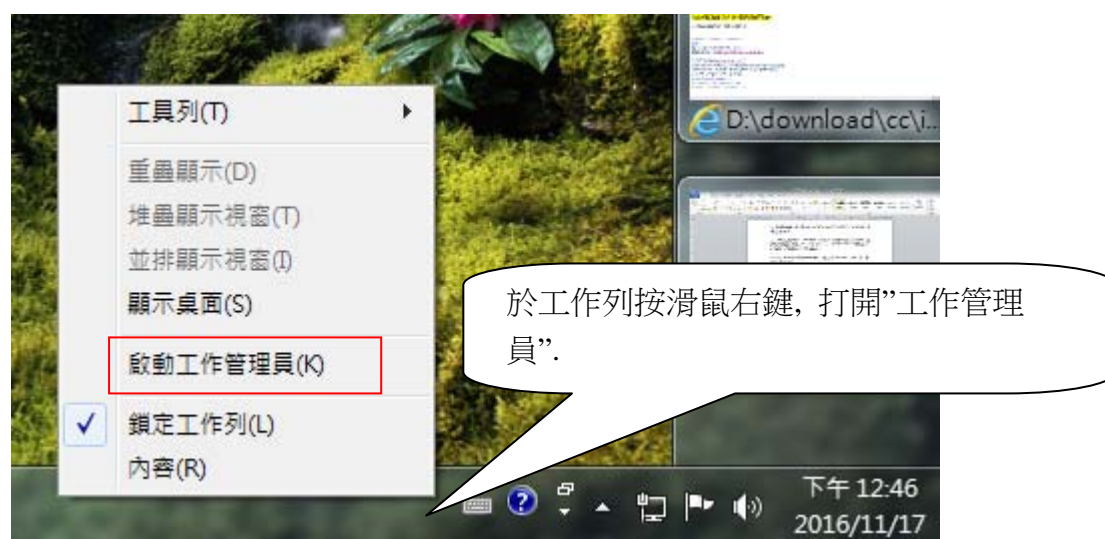 工具列(T)
重疊顯示(D)
堆疊顯示視窗(T)
並排顯示視窗(I)
顯示桌面(S)
啟動工作管理員(K)
鎖定工作列(L)
內容(R)
D:\download\cc\i...
於工作列按滑鼠右鍵, 打開”工作管理
員”.
下午 12:46
2016/11/17